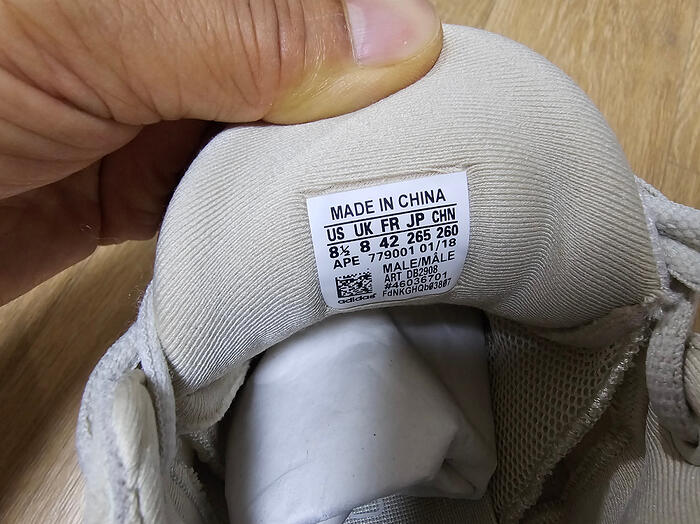 MADE IN CHINA
US UK FR JP CHN
8½ 8 42 265 260
APE 779001 01/18
MALE/MÂLE
ART DB2908
#46036701
FdNKGHQb03807
adidas